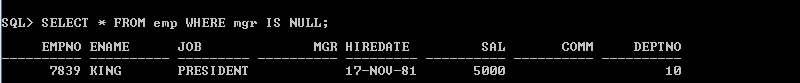 SQL> SELECT * FROM emp WHERE mgr IS NULL;
EMPNO ENAME JOB MGR HIREDATE SAL COMM DEPTNO
7839 KING PRESIDENT 17-NOV-81 5000 10